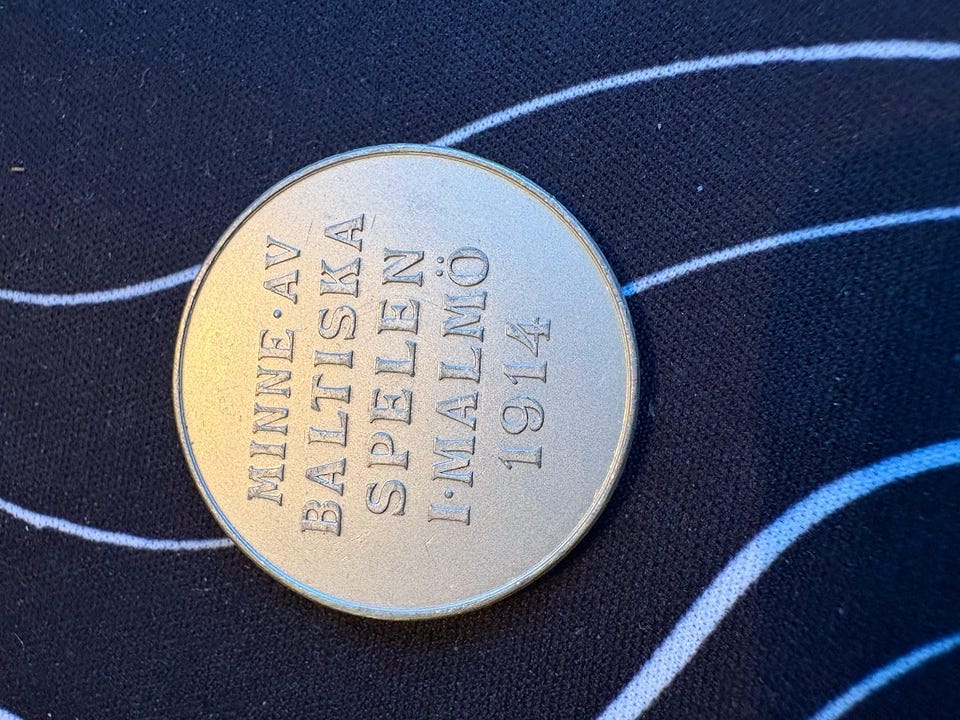 MINNE·AV
BALTISKA
SPELEN
I·MALMÖ
1914